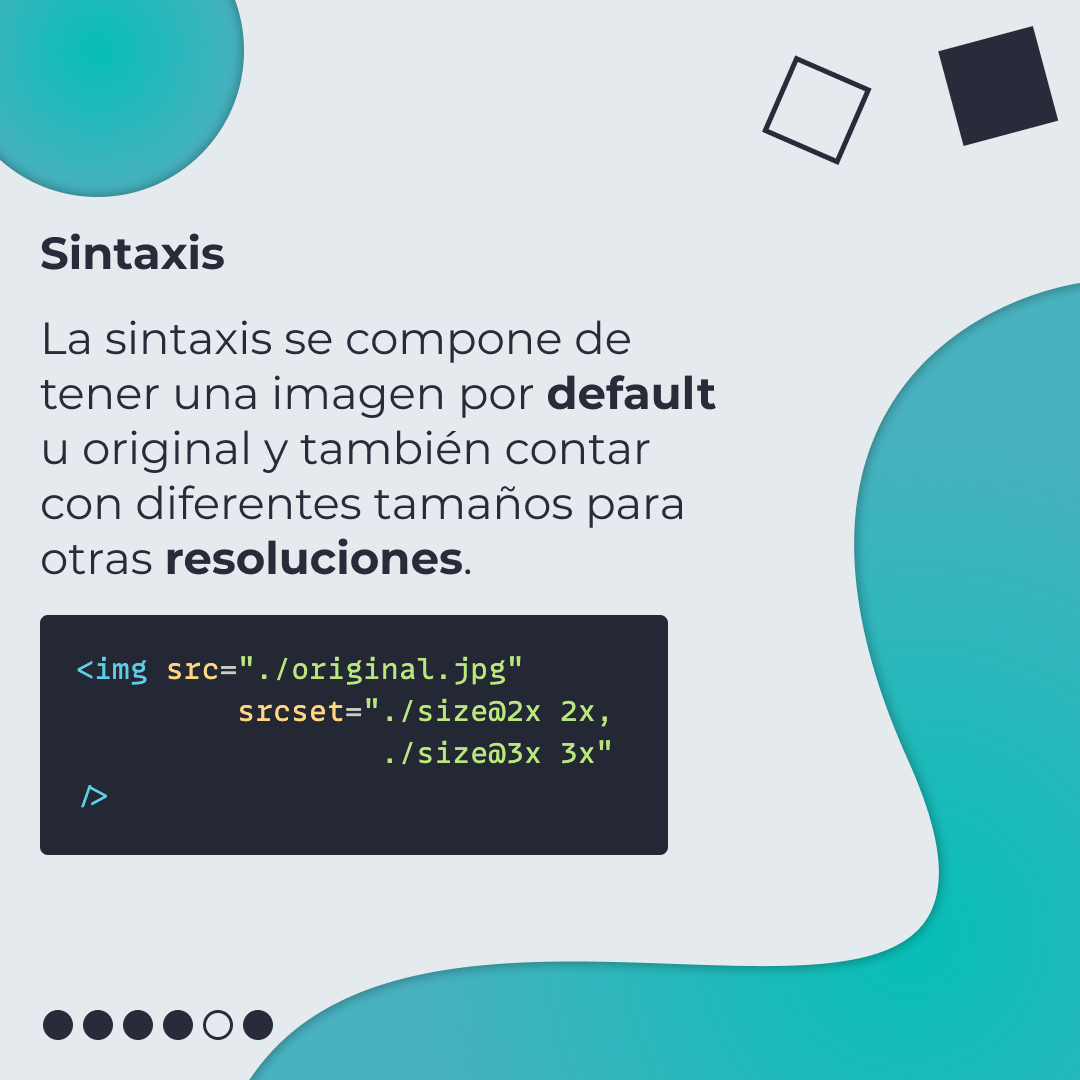 Sintaxis
La sintaxis se compone de
tener una imagen por default
u original y también contar
con diferentes tamaños para
otras resoluciones.
<img src="./original.jpg"
srcset="./size@2x 2x,
./size@3x 3x"
/>